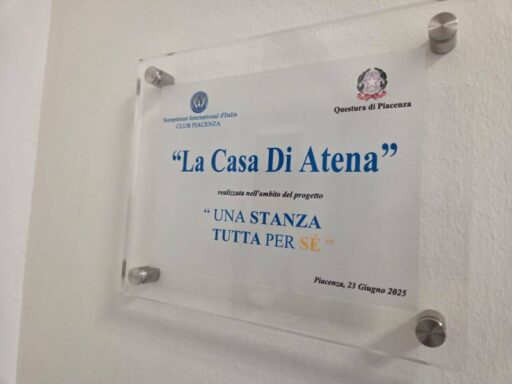 Soroptimist International d'Italia
CLUB PIACENZA
Questura di Piacenza
“La Casa Di Atena”
realizzata nell'ambito del progetto
“ UNA STANZA
TUTTA PER SÉ ”
Piacenza, 23 Giugno 2025